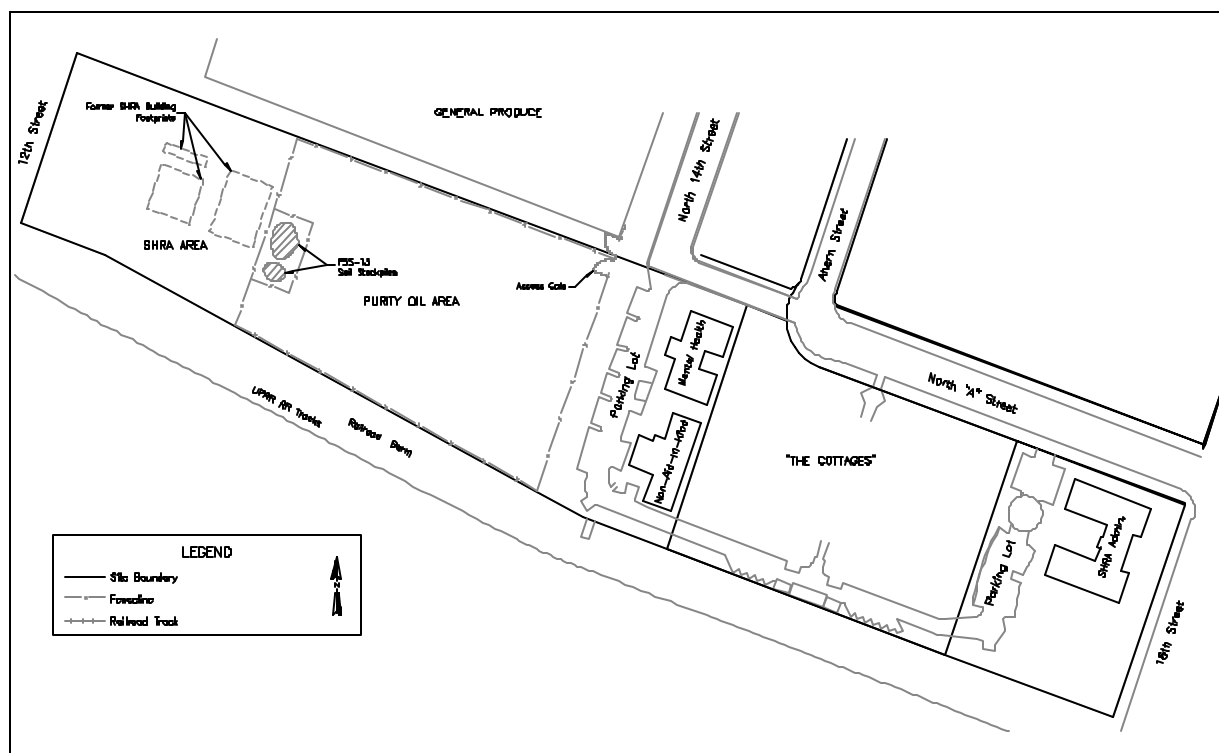 12th Street
Former SHRA Building
Footprints
GENERAL PRODUCE
North 14th Street
Ahern Street
SHRA AREA
Soil Stockpiles
PURITY OIL AREA
Access Gate
Parking Lot
Mental Health
Non-Aid-In-Kind
North "A" Street
"THE COTTAGES"
UPRR RR Tracks
Railroad Berm
Parking Lot
SHRA Admin.
16th Street
LEGEND
Site Boundary
Fenceline
Railroad Track
N